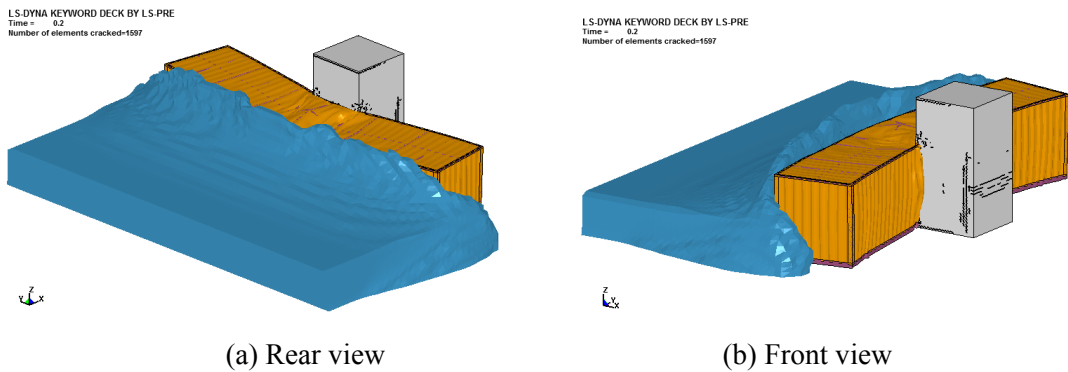 LS-DYNA KEYWORD DECK BY LS-PRE
Time = 0.2
Number of elements cracked=1597
Z
Y X
(a) Rear view
LS-DYNA KEYWORD DECK BY LS-PRE
Time = 0.2
Number of elements cracked=1597
Z
Y
X
(b) Front view